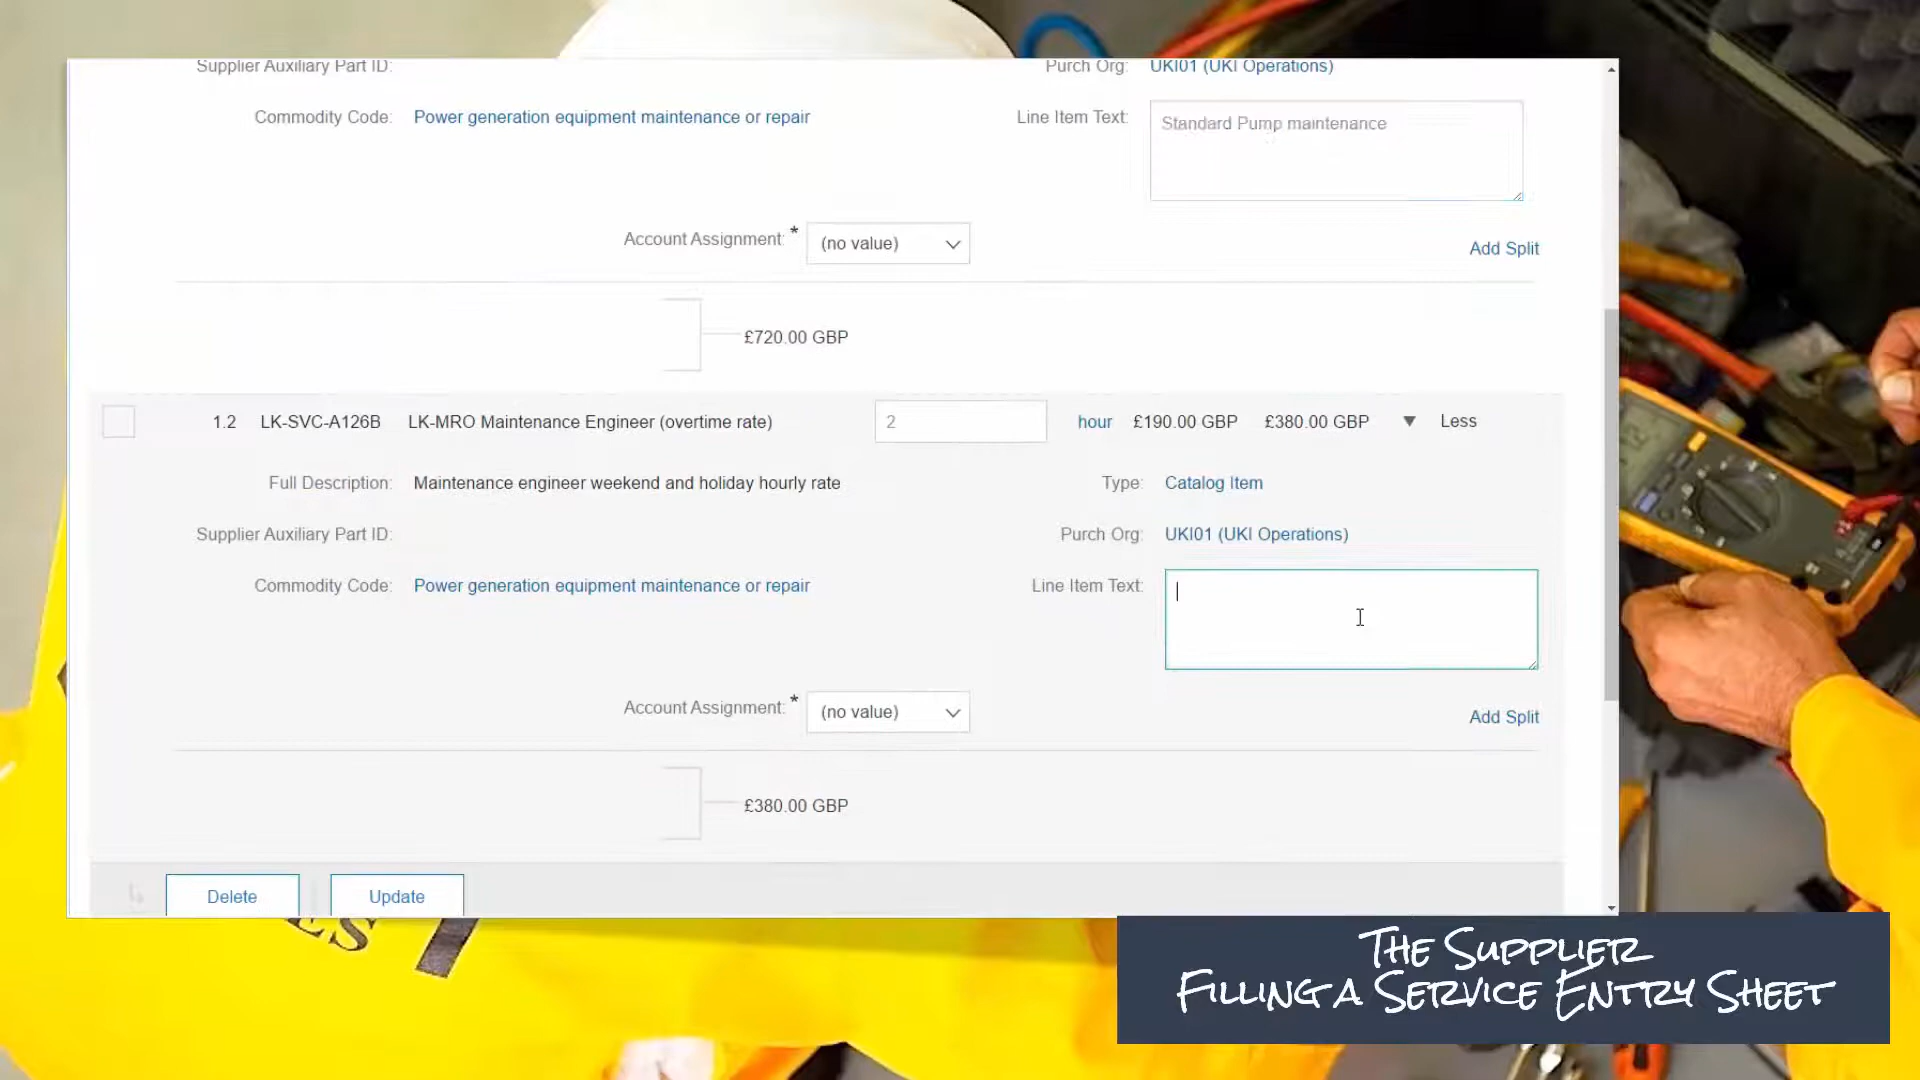 Supplier Auxiliary Part ID:
Purch Org: UKI01 (UKI Operations)
Commodity Code: Power generation equipment maintenance or repair
Line Item Text: Standard Pump maintenance
Account Assignment: * (no value)
Add Split
£720.00 GBP
1.2 LK-SVC-A126B LK-MRO Maintenance Engineer (overtime rate) 2 hour £190.00 GBP £380.00 GBP ▼ Less
Full Description: Maintenance engineer weekend and holiday hourly rate
Type: Catalog Item
Supplier Auxiliary Part ID:
Purch Org: UKI01 (UKI Operations)
Commodity Code: Power generation equipment maintenance or repair
Line Item Text:
Account Assignment: * (no value)
Add Split
£380.00 GBP
Delete Update
The Supplier
Filling a Service Entry Sheet